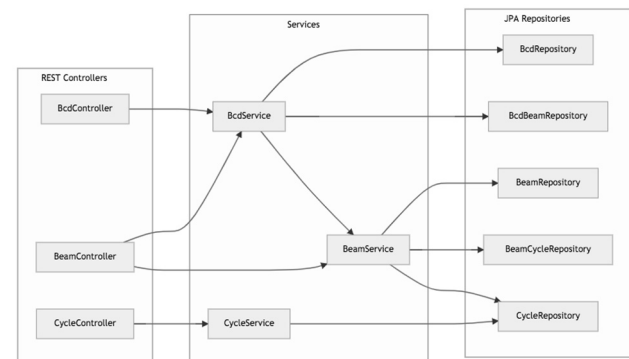 REST Controllers
BcdController
BeamController
CycleController
Services
BcdService
BeamService
CycleService
JPA Repositories
BcdRepository
BcdBeamRepository
BeamRepository
BeamCycleRepository
CycleRepository